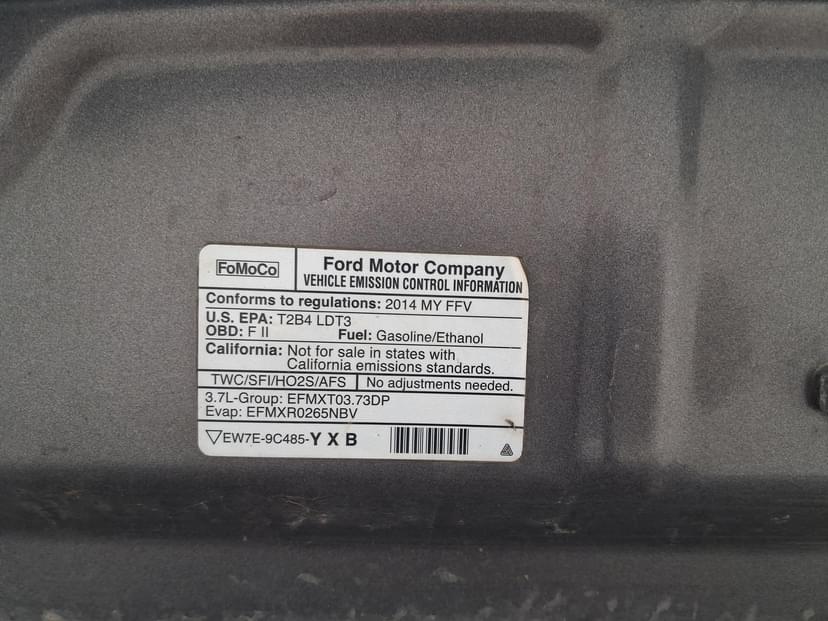 FoMoCo
Ford Motor Company
VEHICLE EMISSION CONTROL INFORMATION
Conforms to regulations: 2014 MY FFV
U.S. EPA: T2B4 LDT3
OBD: F II Fuel: Gasoline/Ethanol
California: Not for sale in states with
California emissions standards.
TWC/SFI/HO2S/AFS No adjustments needed.
3.7L-Group: EFMXT03.73DP
Evap: EFMXR0265NBV
EW7E-9C485-Y X B